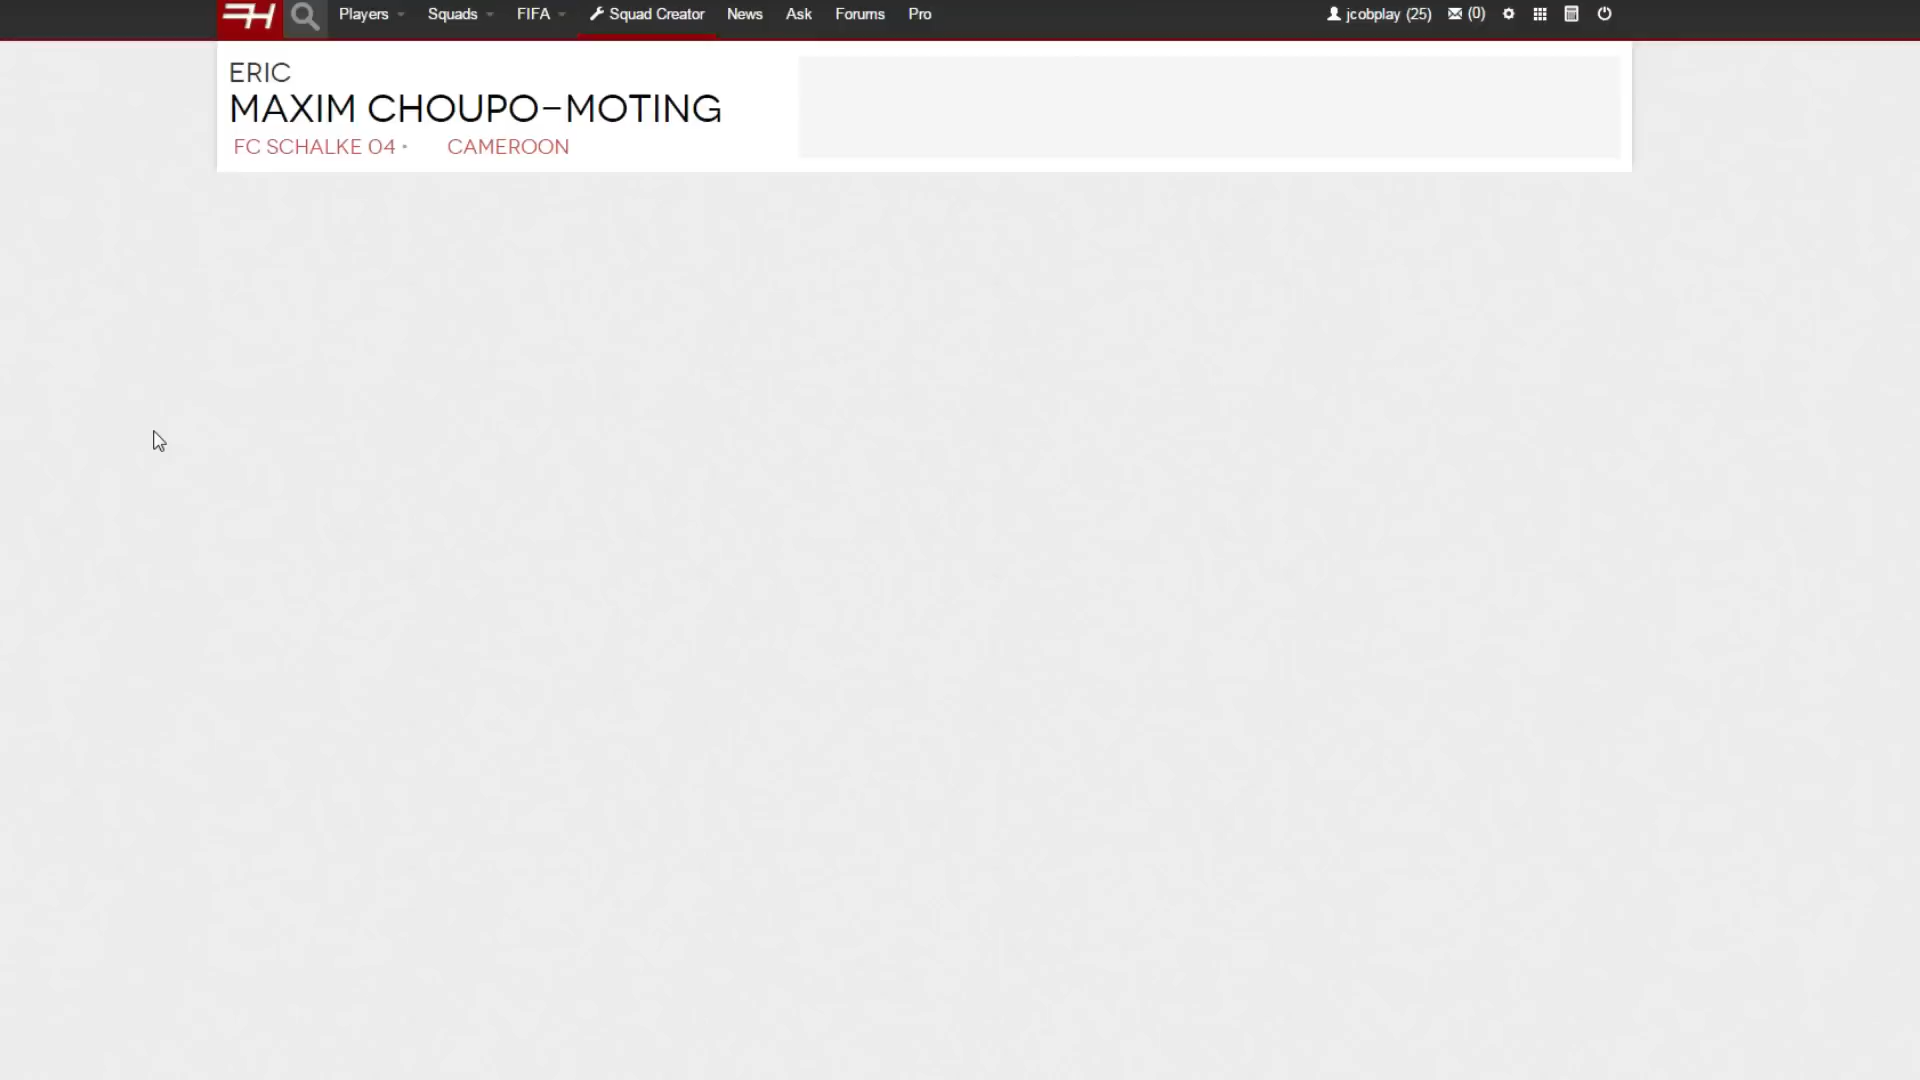 FH Players Squads FIFA Squad Creator News Ask Forums Pro jcobplay (25) (0)
ERIC
MAXIM CHOUPO-MOTING
FC SCHALKE 04 • CAMEROON